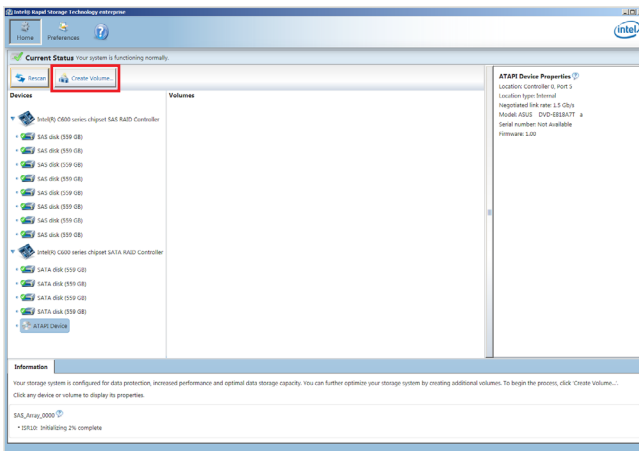 Intel® Rapid Storage Technology enterprise
Home
Preferences
intel
Current Status Your system is functioning normally.
Rescan
Create Volume...
Devices
Volumes
Intel(R) C600 series chipset SAS RAID Controller
SAS disk (559 GB)
SAS disk (559 GB)
SAS disk (559 GB)
SAS disk (559 GB)
SAS disk (559 GB)
SAS disk (559 GB)
SAS disk (559 GB)
SAS disk (559 GB)
Intel(R) C600 series chipset SATA RAID Controller
SATA disk (559 GB)
SATA disk (559 GB)
SATA disk (559 GB)
SATA disk (559 GB)
ATAPI Device
ATAPI Device Properties
Location: Controller 0, Port 5
Location type: Internal
Negotiated link rate: 1.5 Gb/s
Model: ASUS DVD-E818A7T a
Serial number: Not Available
Firmware: 1.00
Information
Your storage system is configured for data protection, increased performance and optimal data storage capacity. You can further optimize your storage system by creating additional volumes. To begin the process, click 'Create Volume...'.
Click any device or volume to display its properties.
SAS_Array_0000
• ISR10: Initializing 2% complete